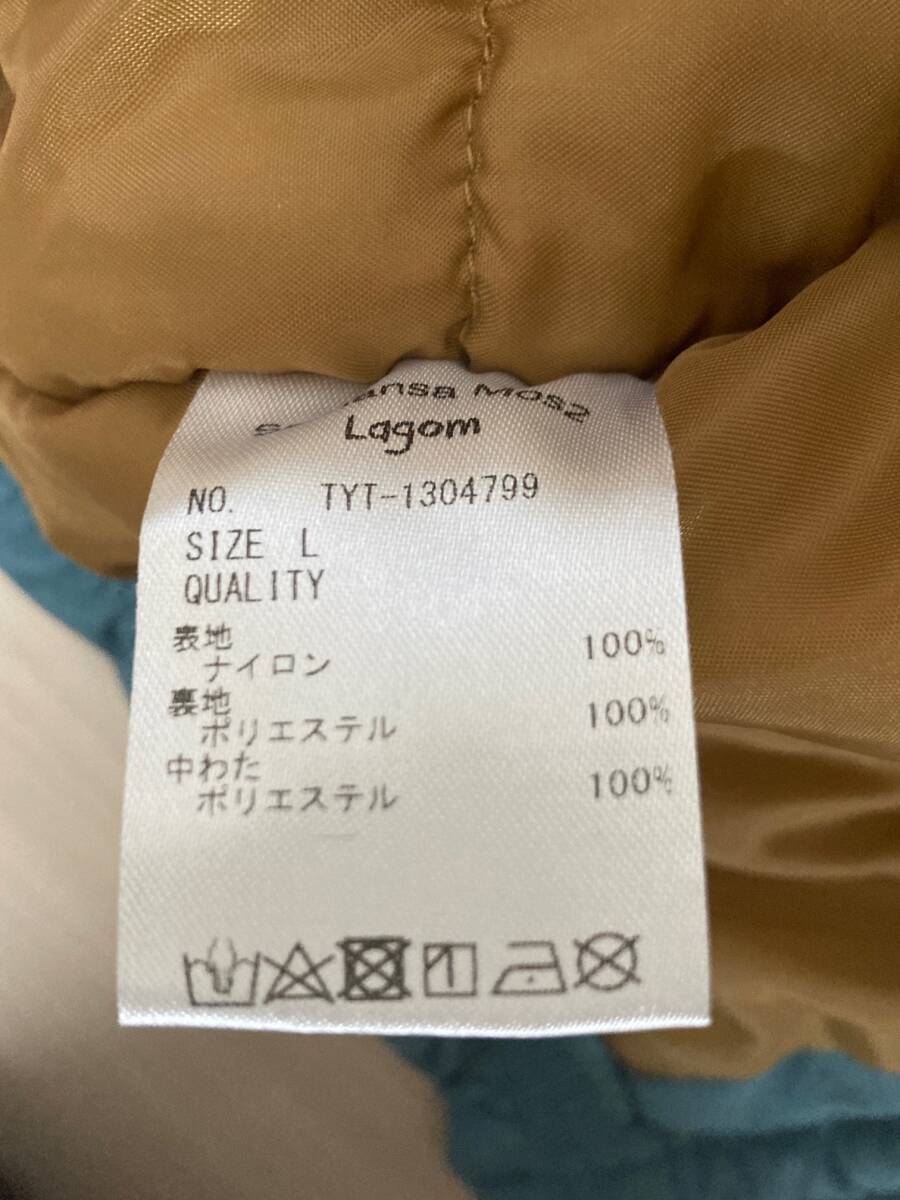 Mos2
Lagom
NO. TYT-1304799
SIZE L
QUALITY
表地
ナイロン 100%
裏地
ポリエステル 100%
中わた
ポリエステル 100%